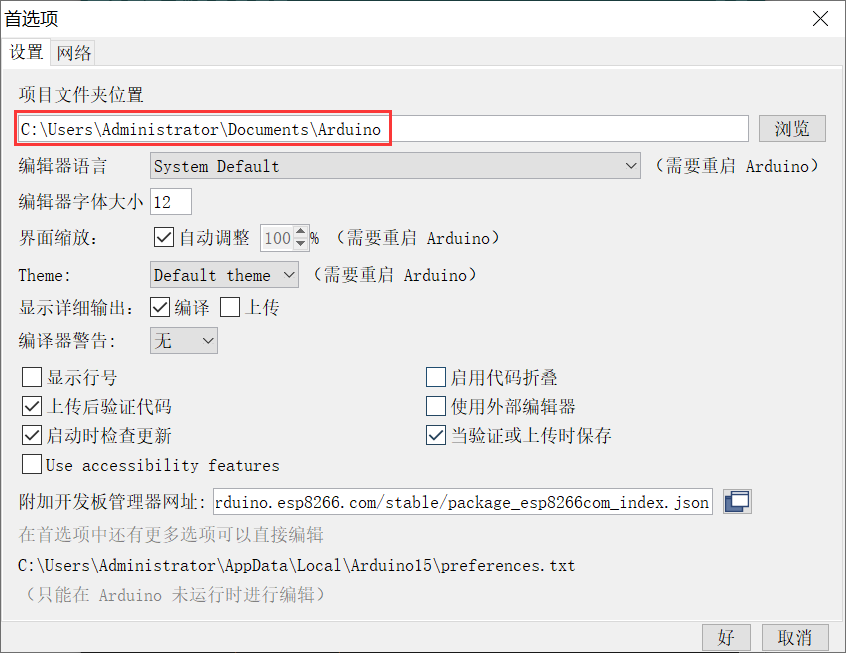 首选项
设置 网络
项目文件夹位置
C:\Users\Administrator\Documents\Arduino 浏览
编辑器语言 System Default （需要重启 Arduino）
编辑器字体大小 12
界面缩放： 自动调整 100 % （需要重启 Arduino）
Theme: Default theme （需要重启 Arduino）
显示详细输出： 编译 上传
编译器警告： 无
显示行号 启用代码折叠
上传后验证代码 使用外部编辑器
启动时检查更新 当验证或上传时保存
Use accessibility features
附加开发板管理器网址: rduino.esp8266.com/stable/package_esp8266com_index.json
在首选项中还有更多选项可以直接编辑
C:\Users\Administrator\AppData\Local\Arduino15\preferences.txt
（只能在 Arduino 未运行时进行编辑）
好 取消